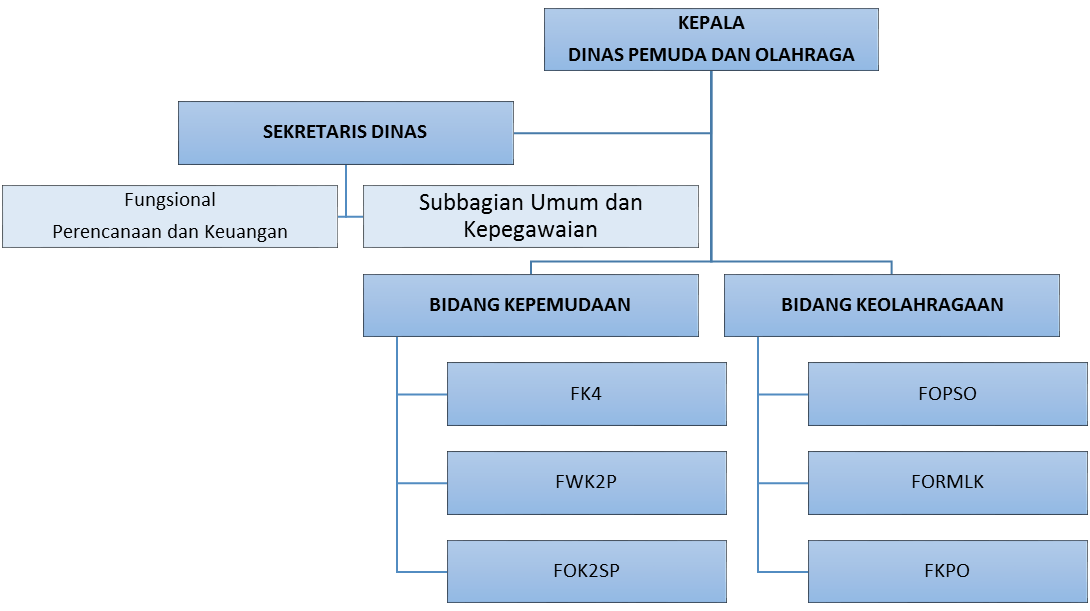 KEPALA
DINAS PEMUDA DAN OLAHRAGA
SEKRETARIS DINAS
Fungsional
Perencanaan dan Keuangan
Subbagian Umum dan
Kepegawaian
BIDANG KEPEMUDAAN
BIDANG KEOLAHRAGAAN
FK4
FOPSO
FWK2P
FORMLK
FOK2SP
FKPO